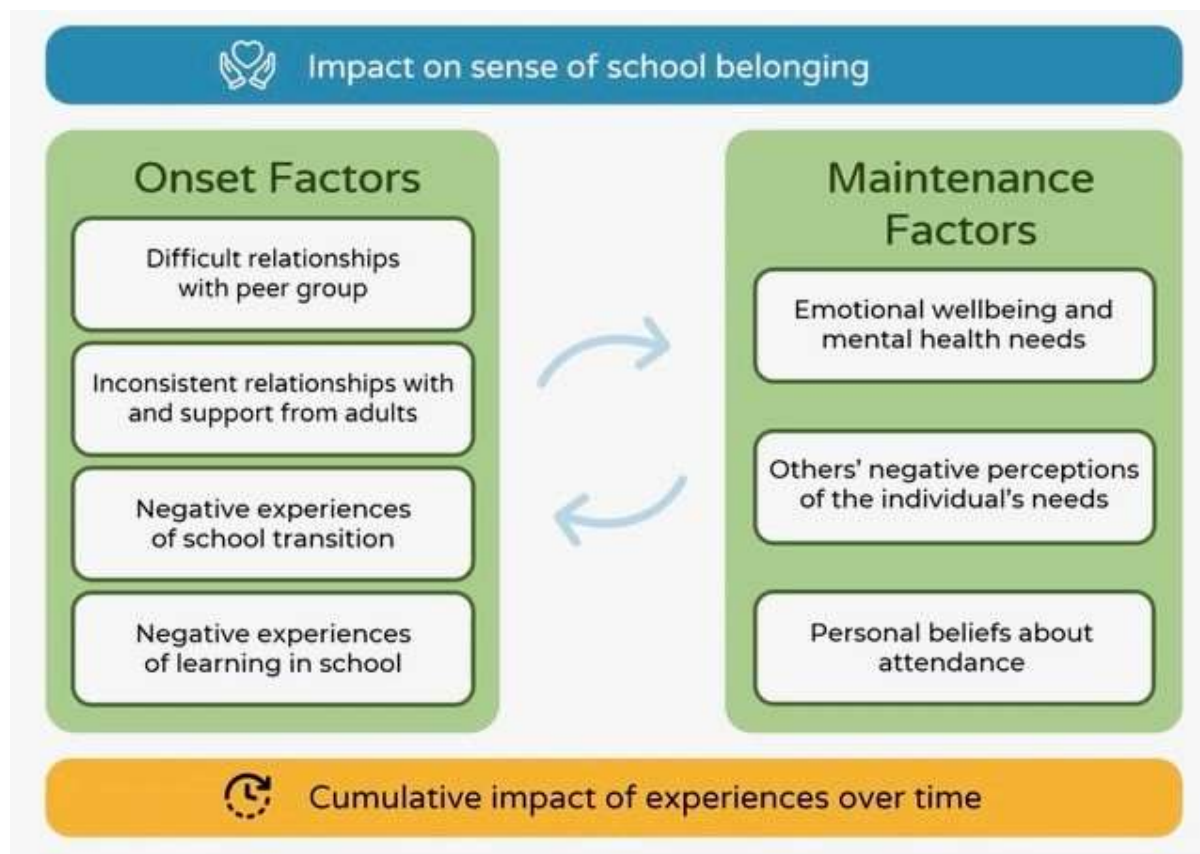 Impact on sense of school belonging
Onset Factors
Difficult relationships
with peer group
Inconsistent relationships with
and support from adults
Negative experiences
of school transition
Negative experiences
of learning in school
Maintenance
Factors
Emotional wellbeing and
mental health needs
Others’ negative perceptions
of the individual’s needs
Personal beliefs about
attendance
Cumulative impact of experiences over time